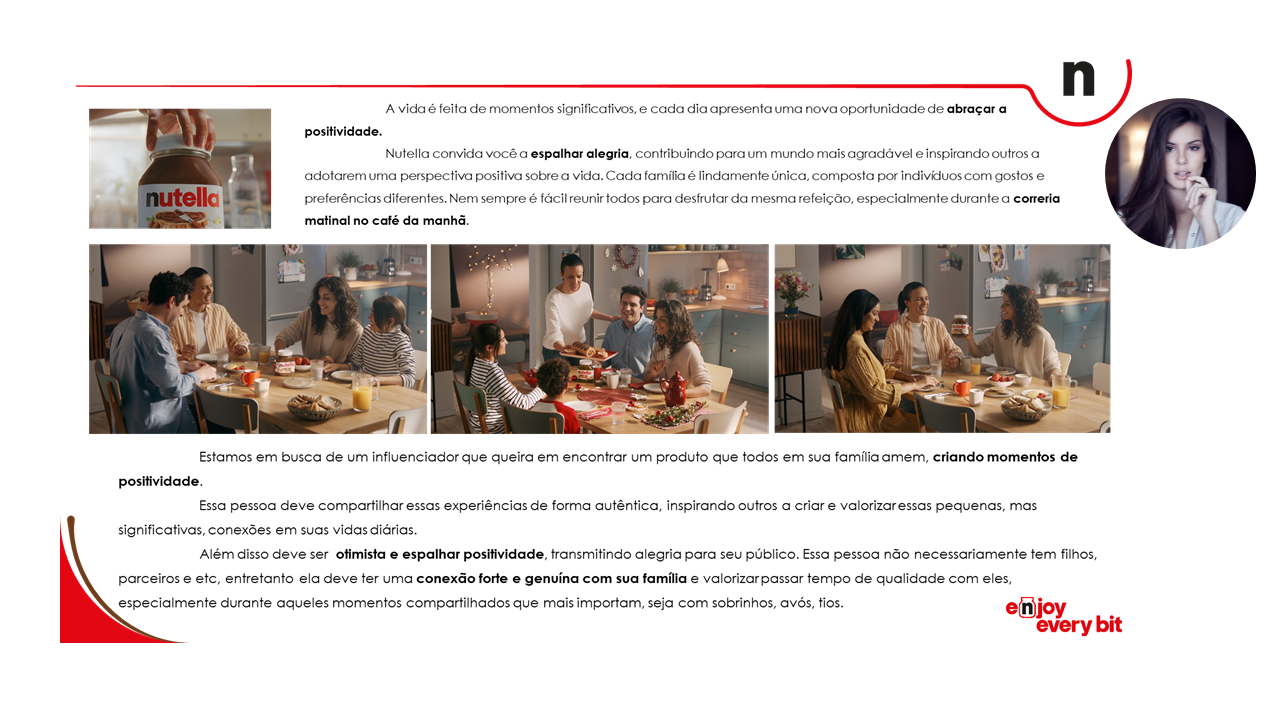 n
A vida é feita de momentos significativos, e cada dia apresenta uma nova oportunidade de abraçar a
positividade.
Nutella convida você a espalhar alegria, contribuindo para um mundo mais agradável e inspirando outros a
adotarem uma perspectiva positiva sobre a vida. Cada família é lindamente única, composta por indivíduos com gostos e
preferências diferentes. Nem sempre é fácil reunir todos para desfrutar da mesma refeição, especialmente durante a correria
matinal no café da manhã.
nutella
Estamos em busca de um influenciador que queira em encontrar um produto que todos em sua família amem, criando momentos de
positividade.
Essa pessoa deve compartilhar essas experiências de forma autêntica, inspirando outros a criar e valorizar essas pequenas, mas
significativas, conexões em suas vidas diárias.
Além disso deve ser otimista e espalhar positividade, transmitindo alegria para seu público. Essa pessoa não necessariamente tem filhos,
parceiros e etc, entretanto ela deve ter uma conexão forte e genuína com sua família e valorizar passar tempo de qualidade com eles,
especialmente durante aqueles momentos compartilhados que mais importam, seja com sobrinhos, avós, tios.
enjoy
every bit